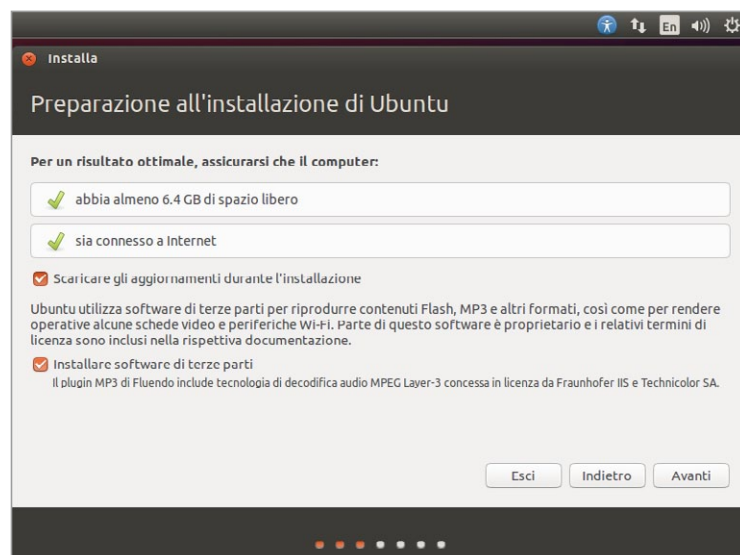 En
Installa
Preparazione all'installazione di Ubuntu
Per un risultato ottimale, assicurarsi che il computer:
abbia almeno 6.4 GB di spazio libero
sia connesso a Internet
Scaricare gli aggiornamenti durante l'installazione
Ubuntu utilizza software di terze parti per riprodurre contenuti Flash, MP3 e altri formati, così come per rendere
operative alcune schede video e periferiche Wi-Fi. Parte di questo software è proprietario e i relativi termini di
licenza sono inclusi nella rispettiva documentazione.
Installare software di terze parti
Il plugin MP3 di Fluendo include tecnologia di decodifica audio MPEG Layer-3 concessa in licenza da Fraunhofer IIS e Technicolor SA.
Esci Indietro Avanti